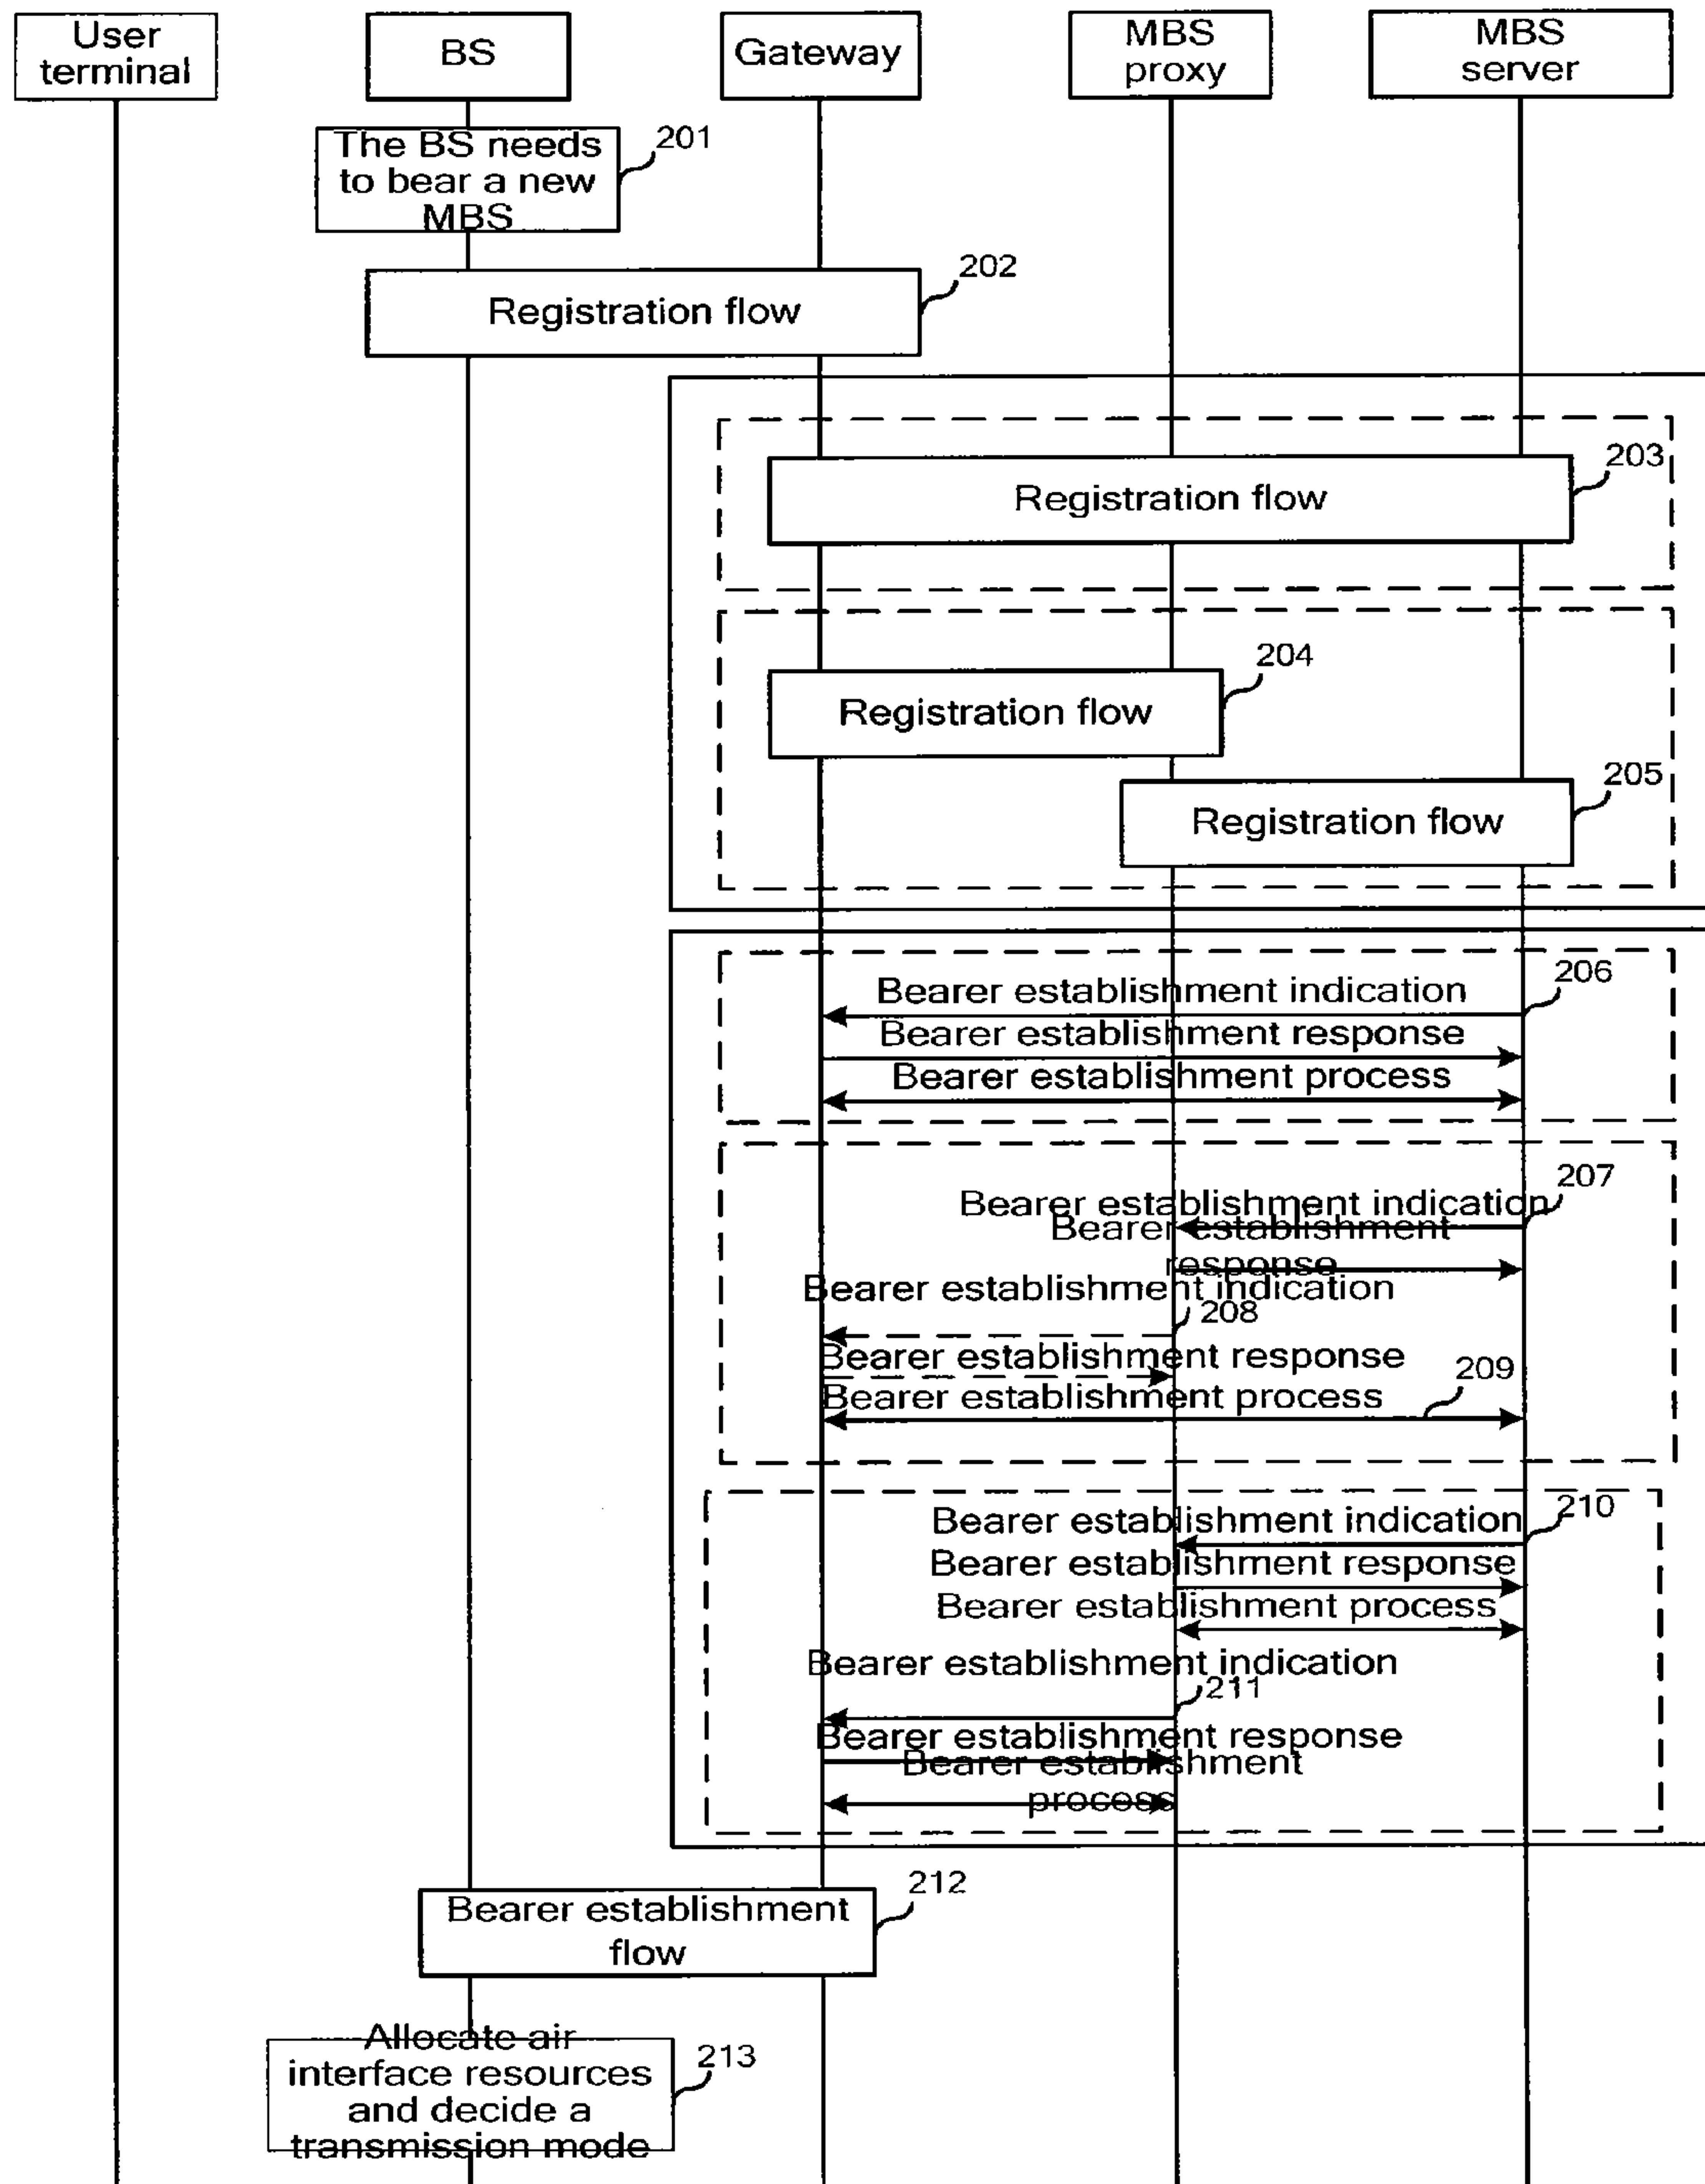 User
terminal
BS
Gateway
MBS
proxy
MBS
server
The BS needs
to bear a new
MBS
201
Registration flow
202
Registration flow
203
Registration flow
204
Registration flow
205
Bearer establishment indication
206
Bearer establishment response
Bearer establishment process
Bearer establishment indication
207
Bearer establishment
response
Bearer establishment indication
208
Bearer establishment response
Bearer establishment process
209
Bearer establishment indication
210
Bearer establishment response
Bearer establishment process
Bearer establishment indication
211
Bearer establishment response
Bearer establishment
process
Bearer establishment
flow
212
Allocate air
interface resources
and decide a
transmission mode
213